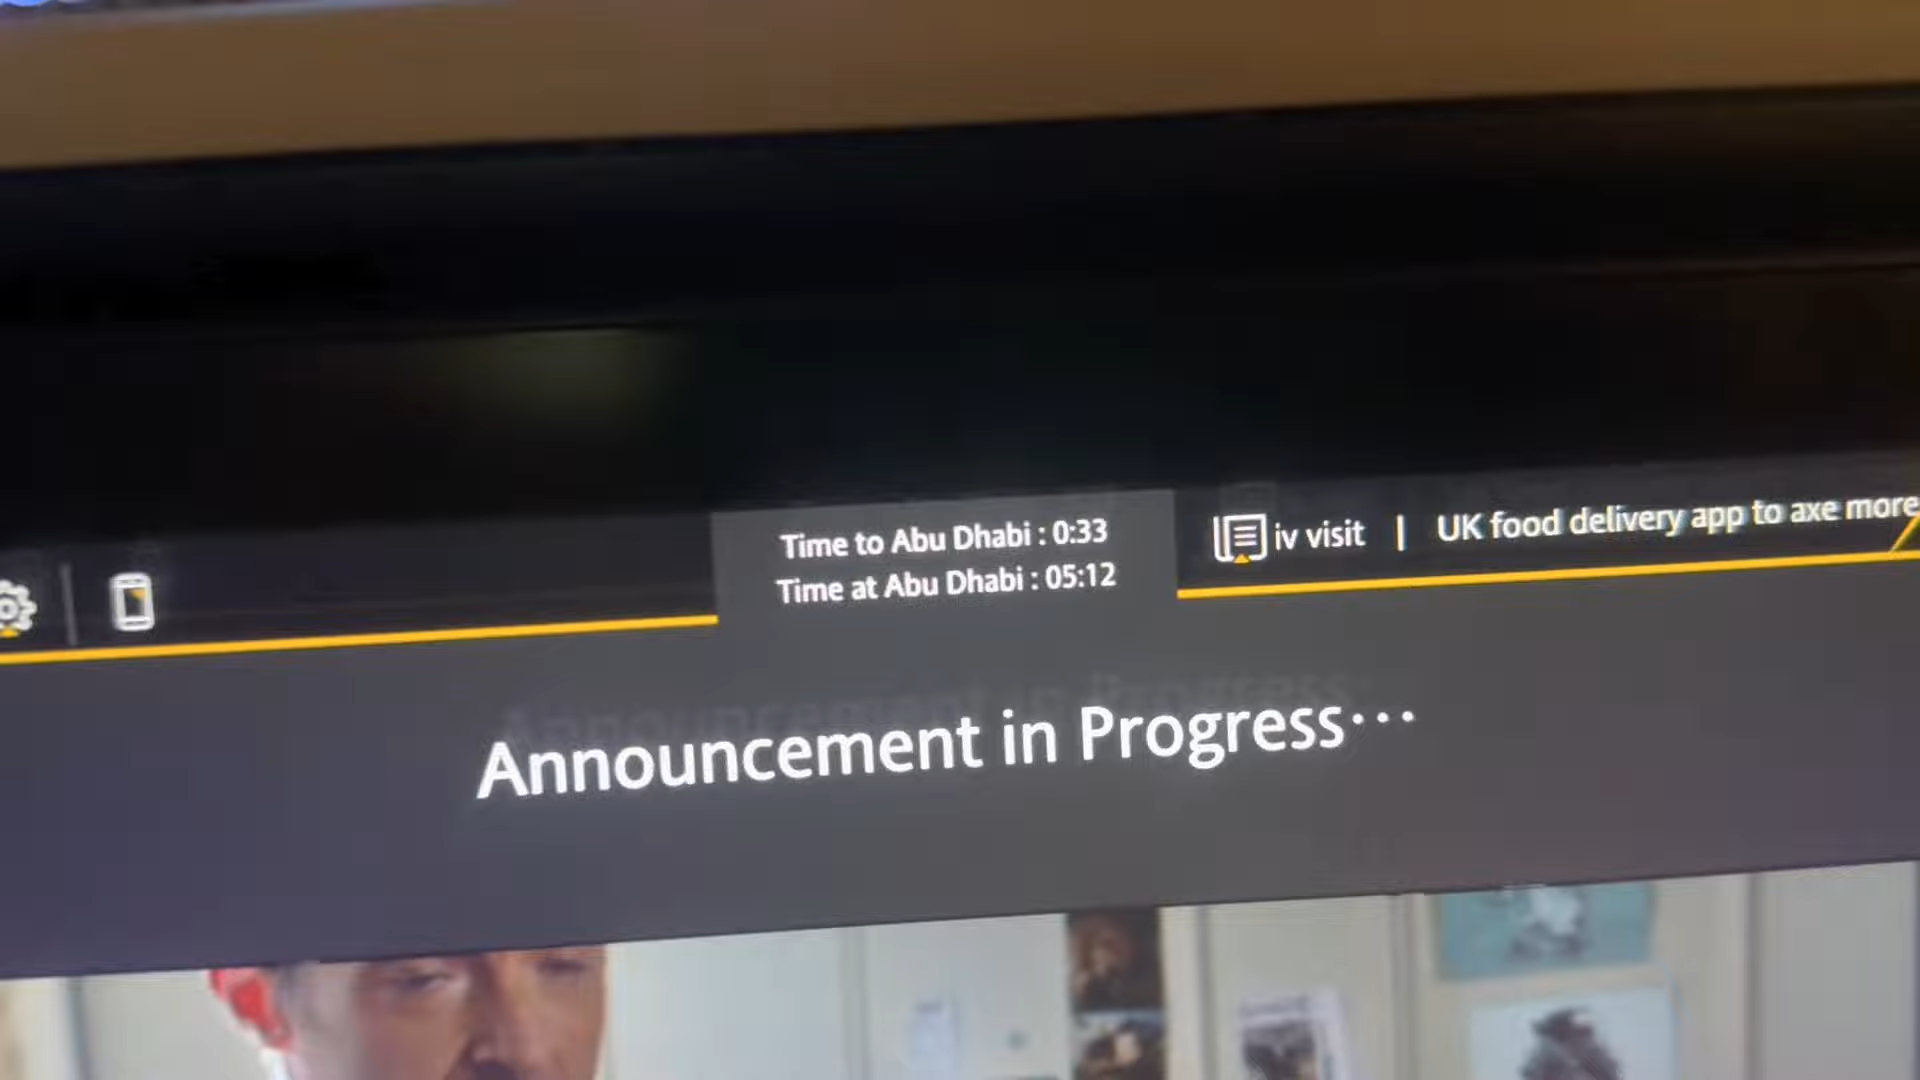 Time to Abu Dhabi : 0:33
Time at Abu Dhabi : 05:12
iv visit | UK food delivery app to axe more
Announcement in Progress...